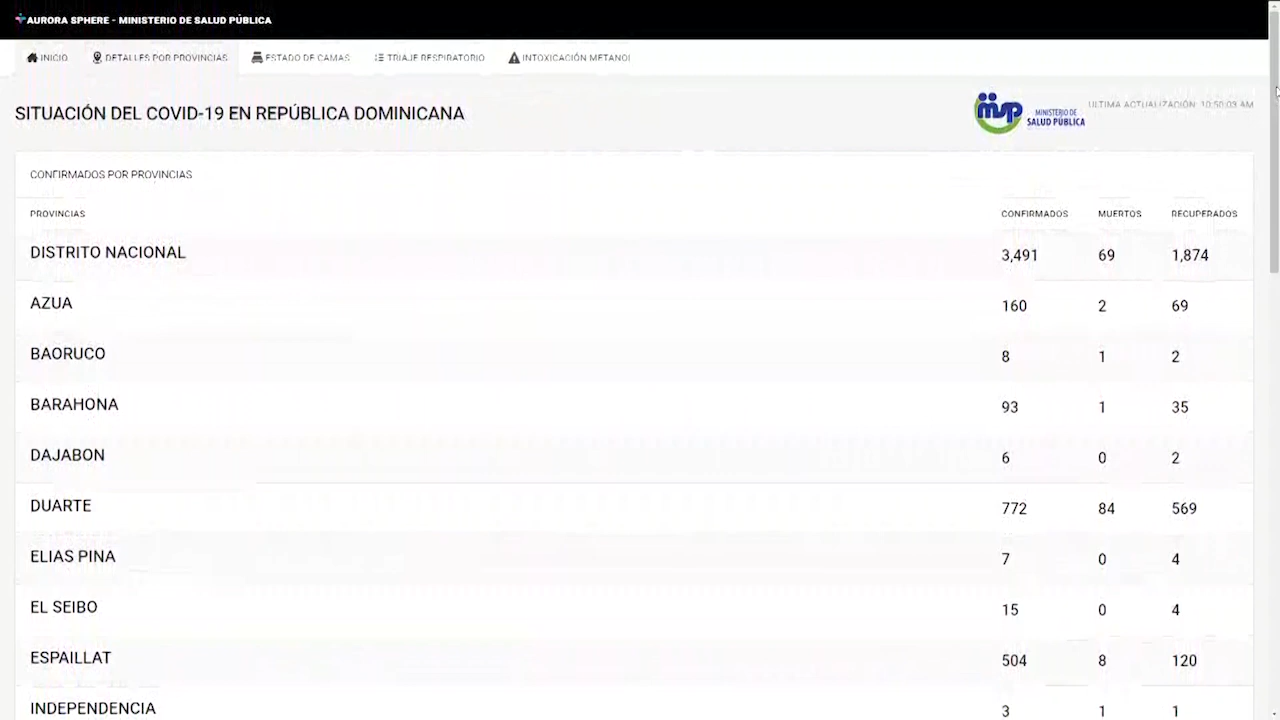 AURORA SPHERE - MINISTERIO DE SALUD PÚBLICA
INICIO DETALLES POR PROVINCIAS ESTADO DE CAMAS TRIAJE RESPIRATORIO INTOXICACIÓN METANOL
SITUACIÓN DEL COVID-19 EN REPÚBLICA DOMINICANA
msp MINISTERIO DE SALUD PÚBLICA
ULTIMA ACTUALIZACIÓN: 10:50:03 AM
CONFIRMADOS POR PROVINCIAS
PROVINCIAS CONFIRMADOS MUERTOS RECUPERADOS
DISTRITO NACIONAL 3,491 69 1,874
AZUA 160 2 69
BAORUCO 8 1 2
BARAHONA 93 1 35
DAJABON 6 0 2
DUARTE 772 84 569
ELIAS PINA 7 0 4
EL SEIBO 15 0 4
ESPAILLAT 504 8 120
INDEPENDENCIA 3 1 1